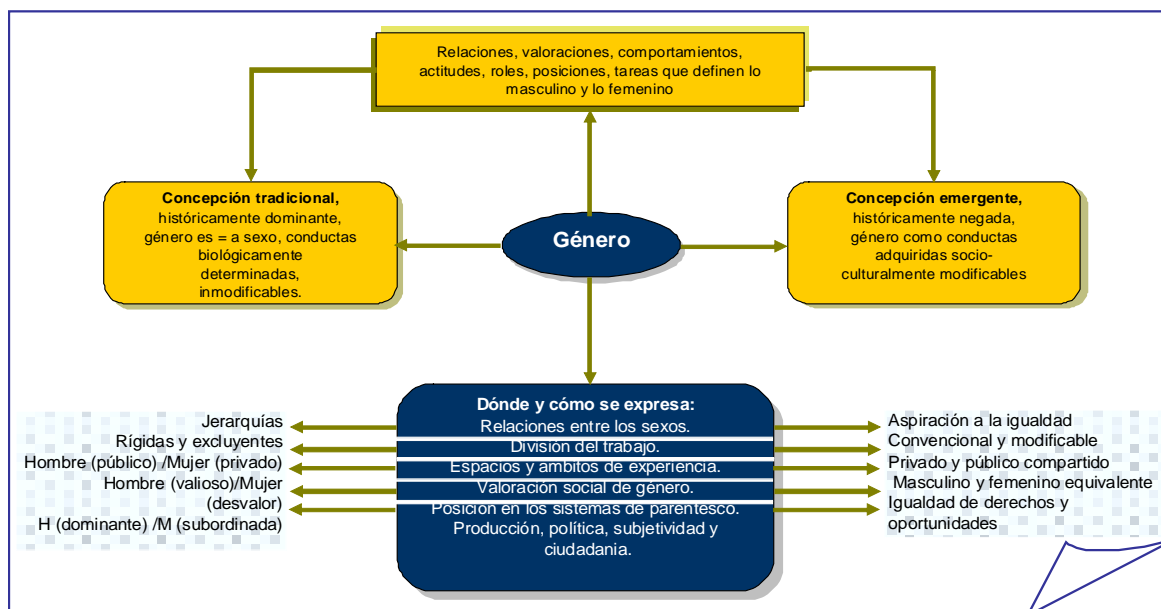 Relaciones, valoraciones, comportamientos,
actitudes, roles, posiciones, tareas que definen lo
masculino y lo femenino
Concepción tradicional,
históricamente dominante,
género es = a sexo, conductas
biológicamente
determinadas,
inmodificables.
Género
Concepción emergente,
históricamente negada,
género como conductas
adquiridas socio-
culturalmente modificables
Dónde y cómo se expresa:
Relaciones entre los sexos.
División del trabajo.
Espacios y ambitos de experiencia.
Valoración social de género.
Posición en los sistemas de parentesco.
Producción, política, subjetividad y
ciudadania.
Jerarquías
Rígidas y excluyentes
Hombre (público) /Mujer (privado)
Hombre (valioso)/Mujer
(desvalor)
H (dominante) /M (subordinada)
Aspiración a la igualdad
Convencional y modificable
Privado y público compartido
Masculino y femenino equivalente
Igualdad de derechos y
oportunidades